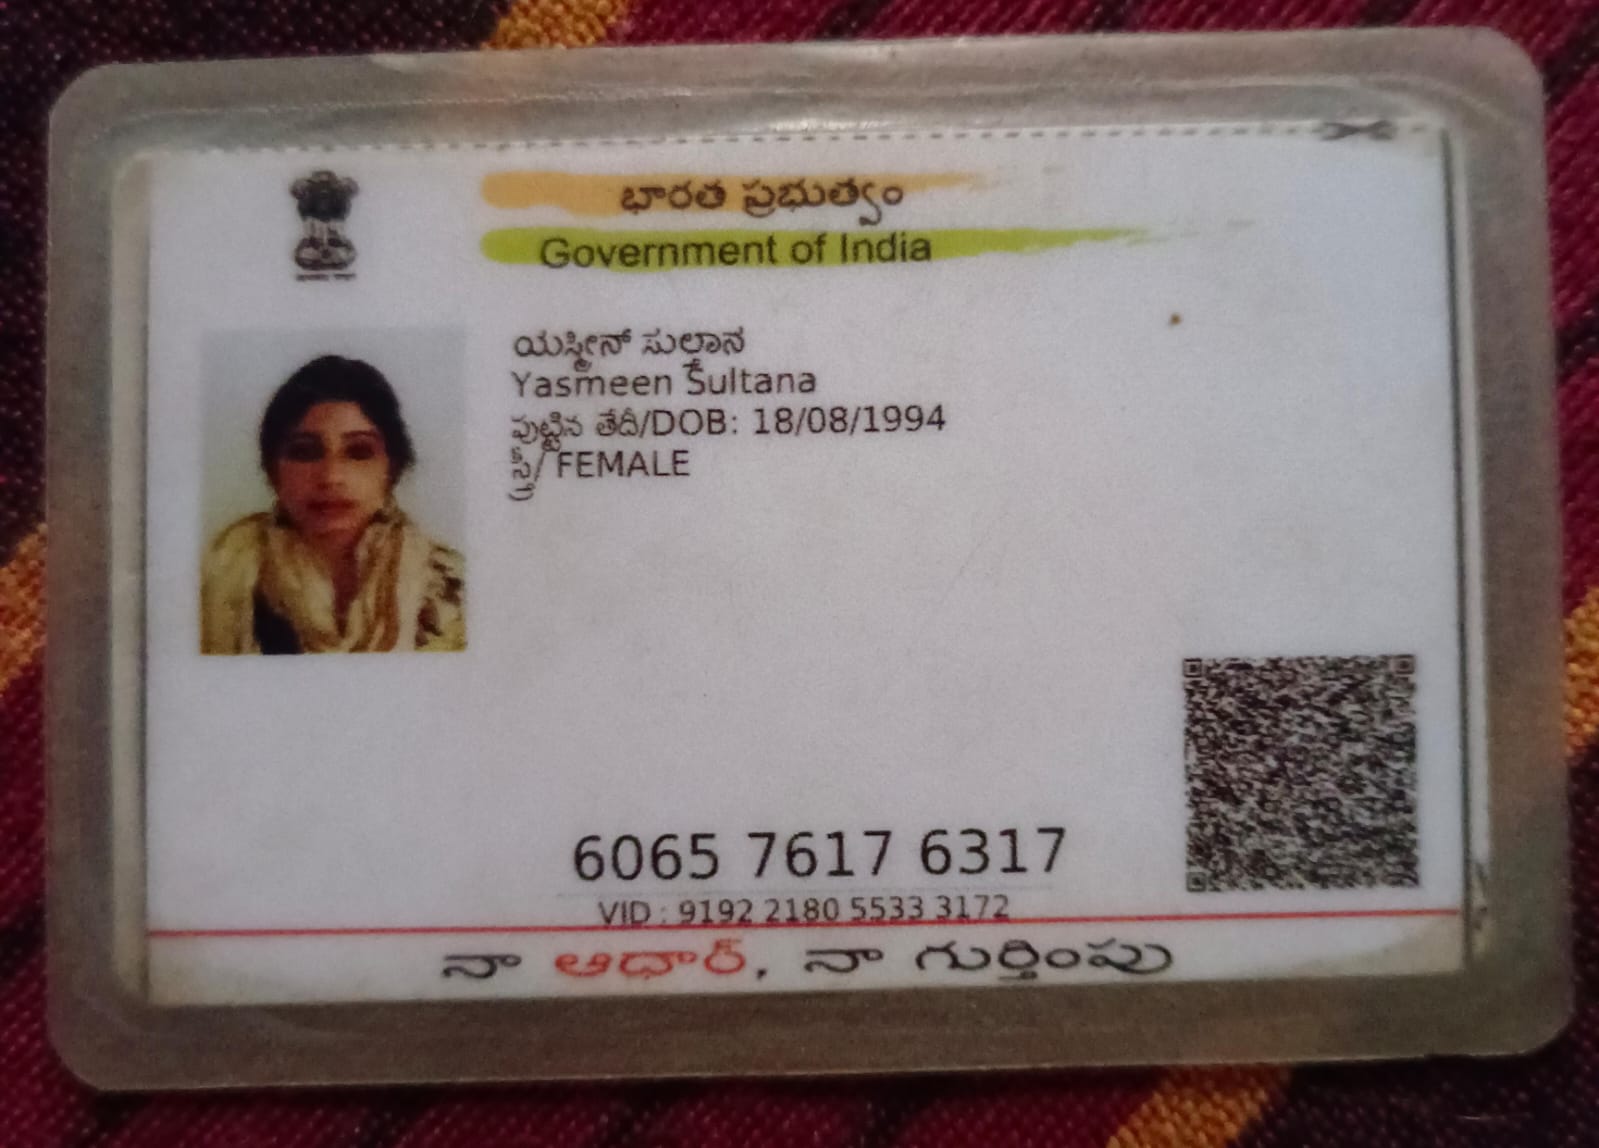 భారత ప్రభుత్వం
Government of India
యస్మీన్ సుల్తాన
Yasmeen Sultana
పుట్టిన తేదీ/DOB: 18/08/1994
స్త్రీ/ FEMALE
6065 7617 6317
VID : 9192 2180 5533 3172
నా ఆధార్, నా గుర్తింపు